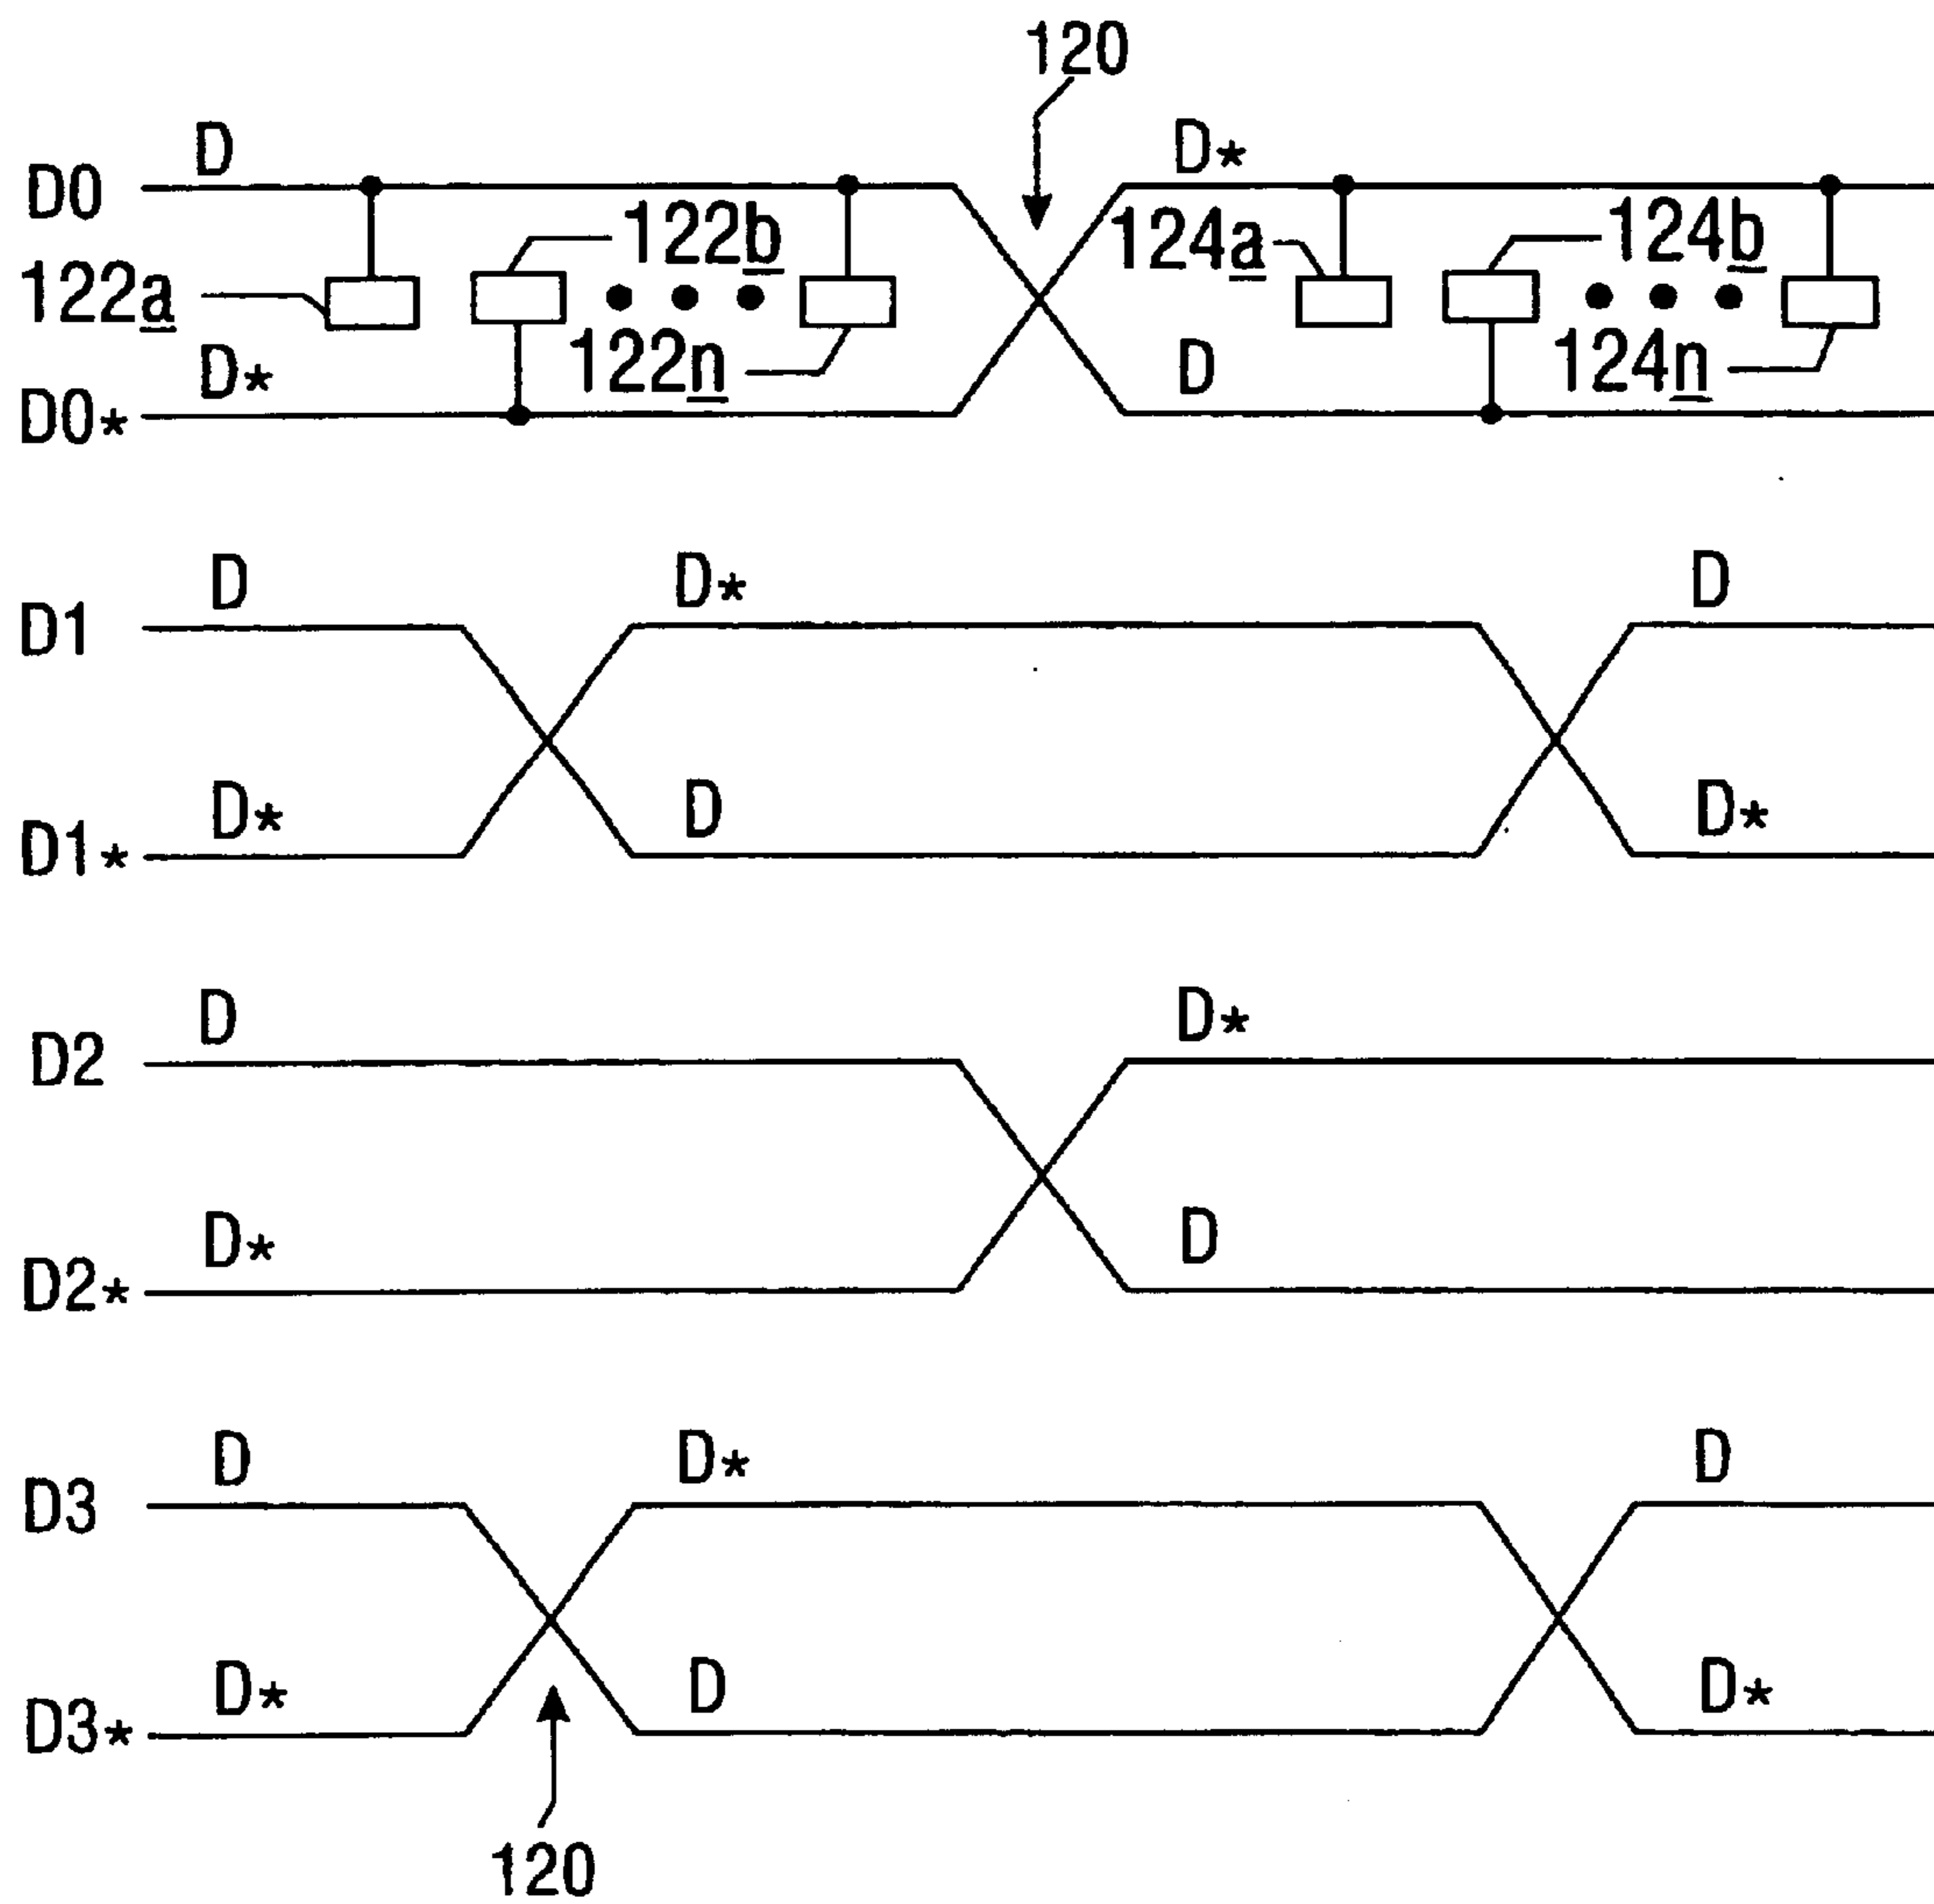 120
D D*
D0
122b 124a 124b
122a
122n 124n
D* D
D0*
D D* D
D1
D* D D*
D1*
D D*
D2
D* D
D2*
D D* D
D3
D* D D*
D3*
120